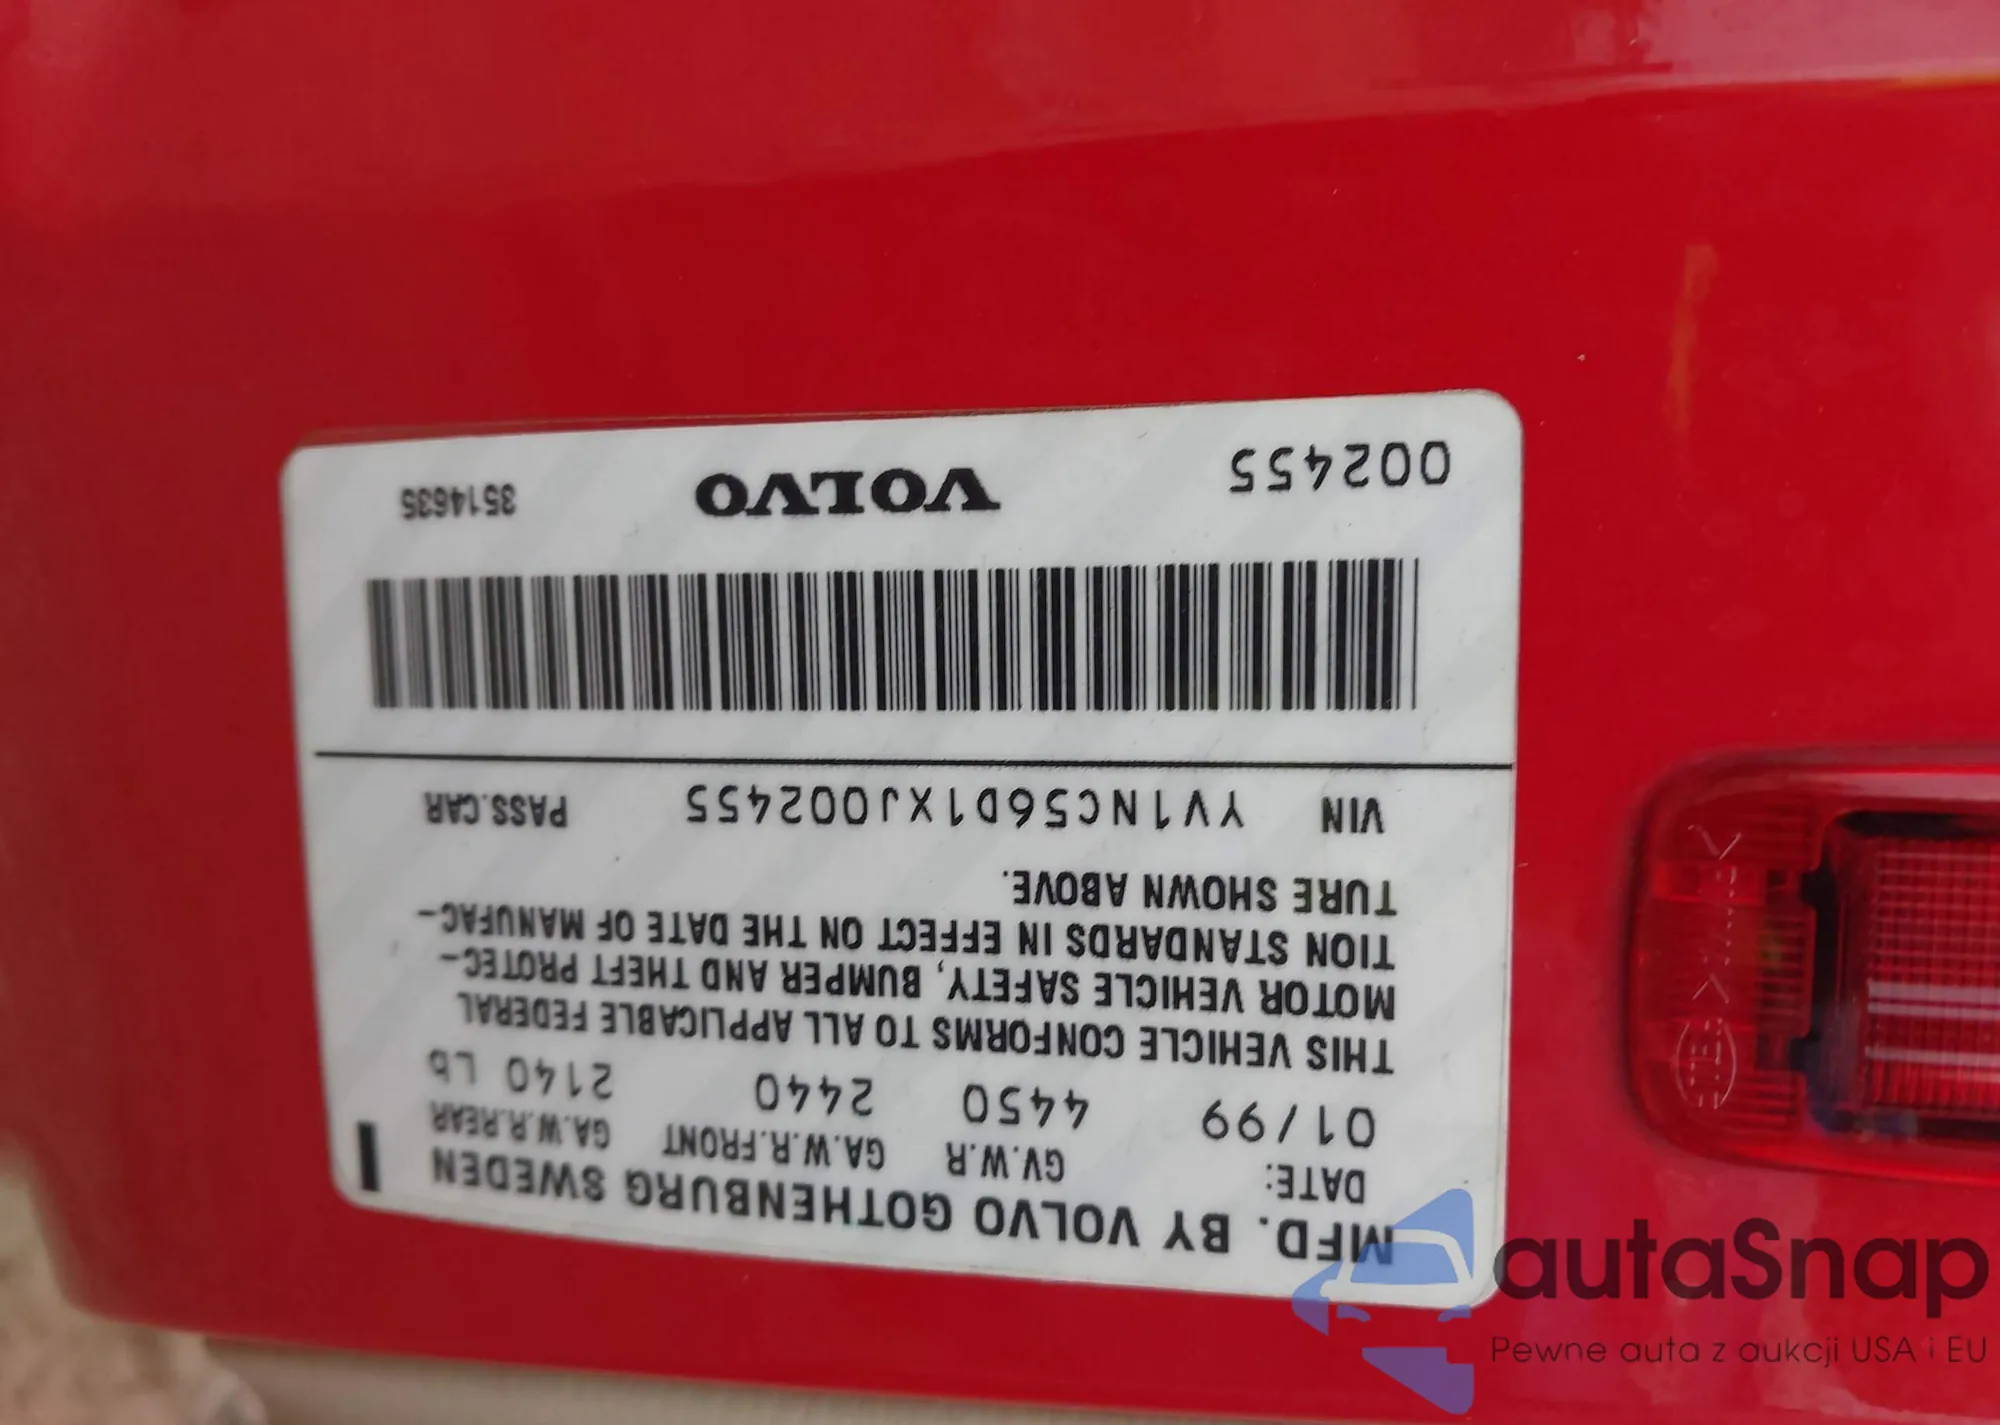 MFD. BY VOLVO GOTHENBURG SWEDEN
DATE: GV.W.R GA.W.R.FRONT GA.W.R.REAR
01/99 4450 2440 2140 Lb
THIS VEHICLE CONFORMS TO ALL APPLICABLE FEDERAL
MOTOR VEHICLE SAFETY, BUMPER AND THEFT PROTEC-
TION STANDARDS IN EFFECT ON THE DATE OF MANUFAC-
TURE SHOWN ABOVE.
VIN YV1NC56D1XJ002455 PASS.CAR
002455 VOLVO 3514635
HELLA
autaSnap
Pewne auta z aukcji USA i EU